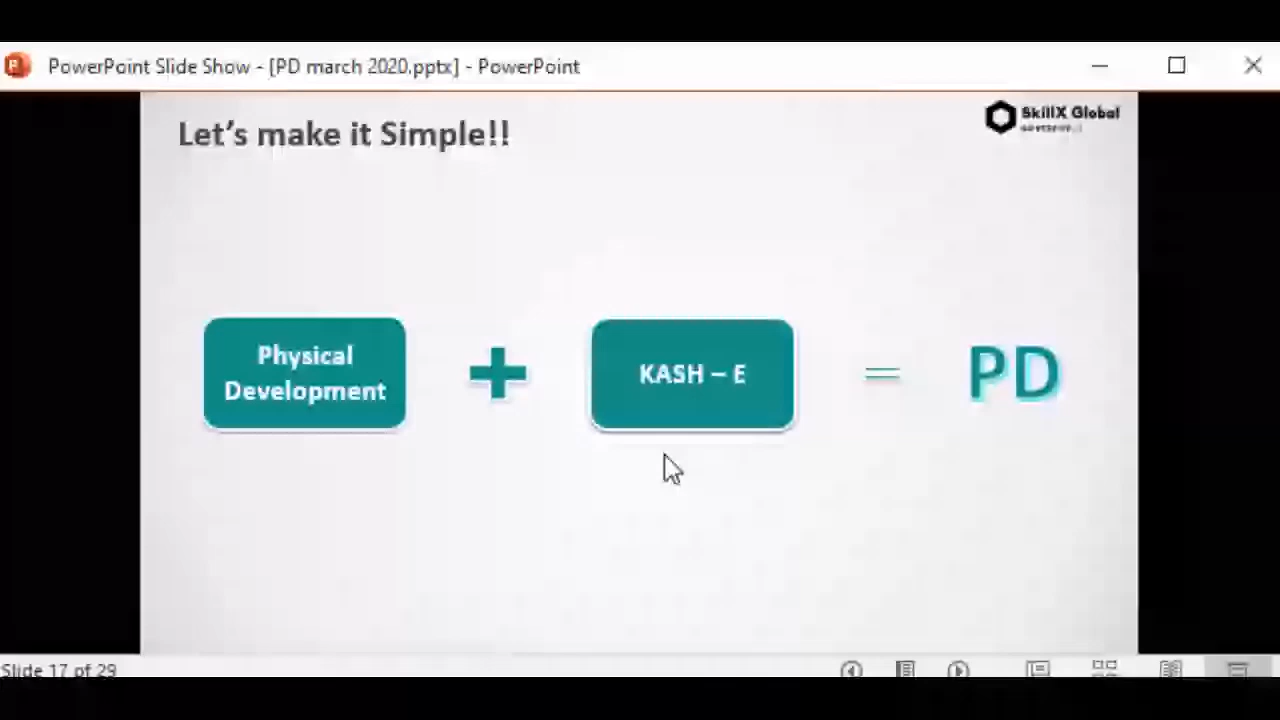 PowerPoint Slide Show - [PD march 2020.pptx] - PowerPoint
Let's make it Simple!!
SkillX Global
Physical
Development
KASH – E
=
PD
Slide 17 of 29